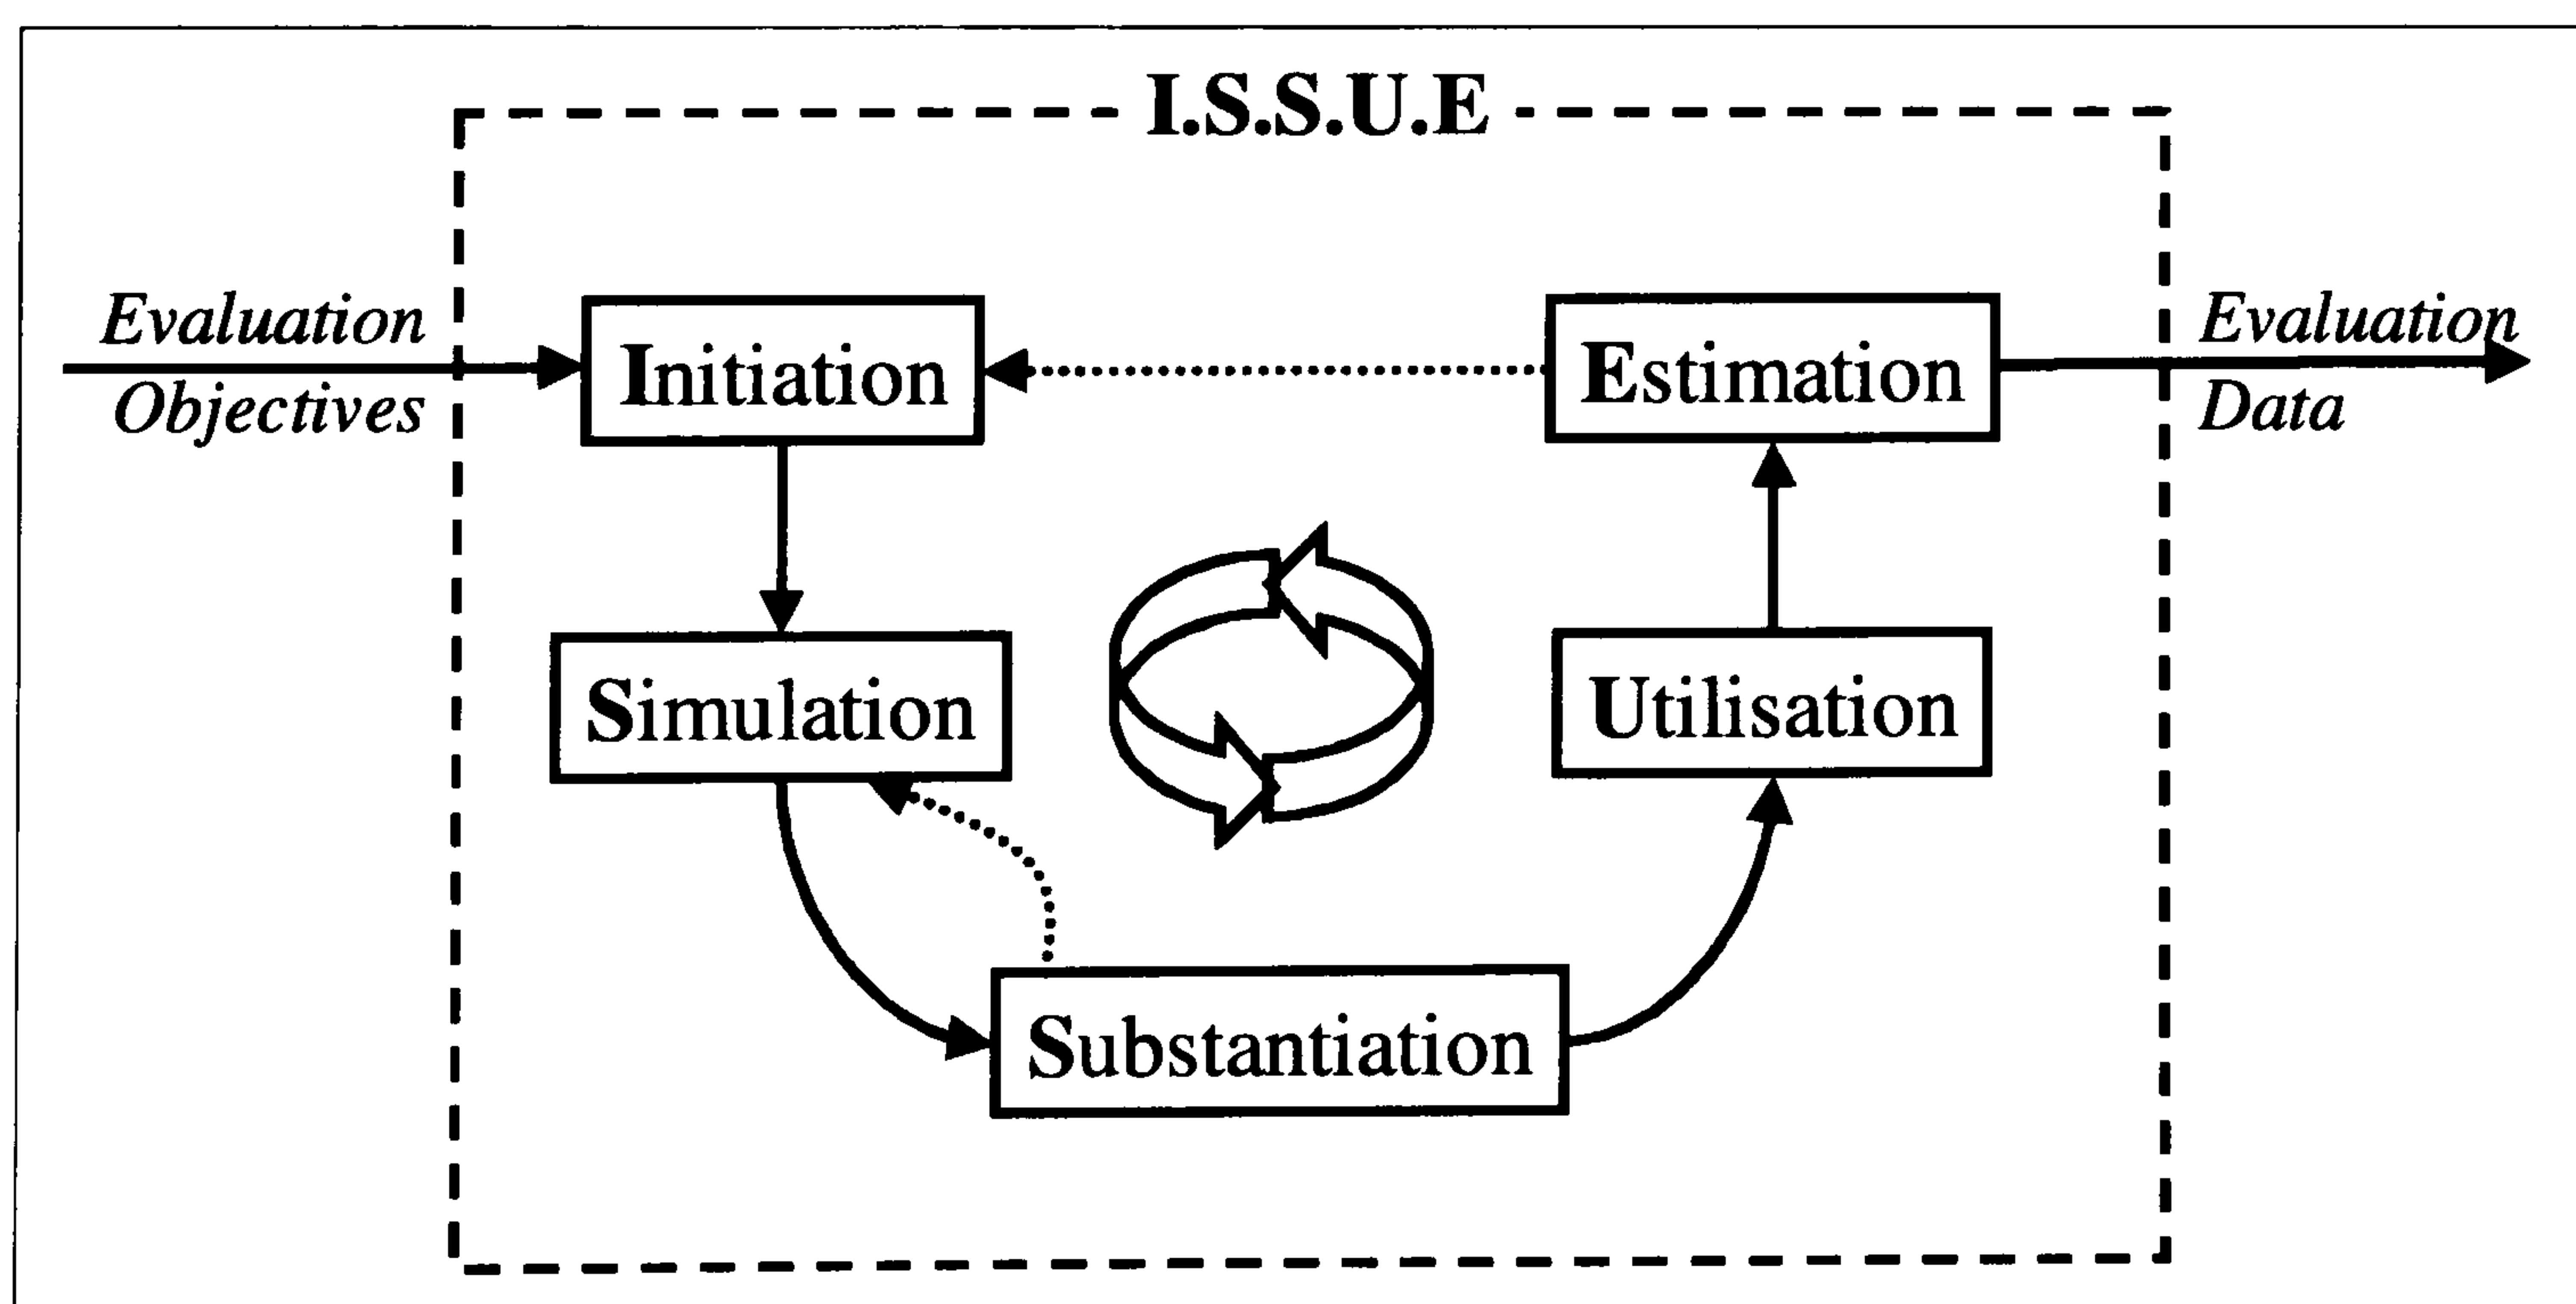 I.S.S.U.E
Evaluation
Objectives
Initiation
Estimation
Evaluation
Data
Simulation
Utilisation
Substantiation